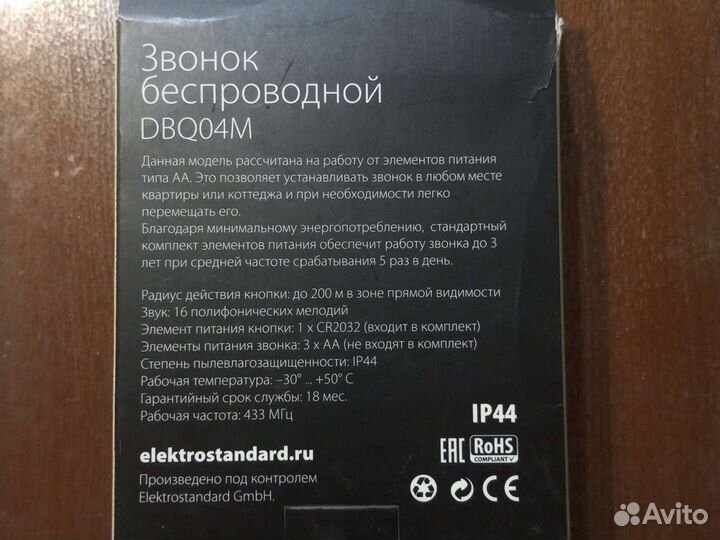 Звонок
беспроводной
DBQ04M
Данная модель рассчитана на работу от элементов питания
типа АА. Это позволяет устанавливать звонок в любом месте
квартиры или коттеджа и при необходимости легко
перемещать его.
Благодаря минимальному энергопотреблению, стандартный
комплект элементов питания обеспечит работу звонка до 3
лет при средней частоте срабатывания 5 раз в день.
Радиус действия кнопки: до 200 м в зоне прямой видимости
Звук: 16 полифонических мелодий
Элемент питания кнопки: 1 x CR2032 (входит в комплект)
Элементы питания звонка: 3 x АА (не входят в комплект)
Степень пылевлагозащищенности: IP44
Рабочая температура: –30° ... +50° C
Гарантийный срок службы: 18 мес.
Рабочая частота: 433 МГц
IP44
elektrostandard.ru
EAC RoHS
COMPLIANT
Произведено под контролем
Elektrostandard GmbH.
CE
Avito